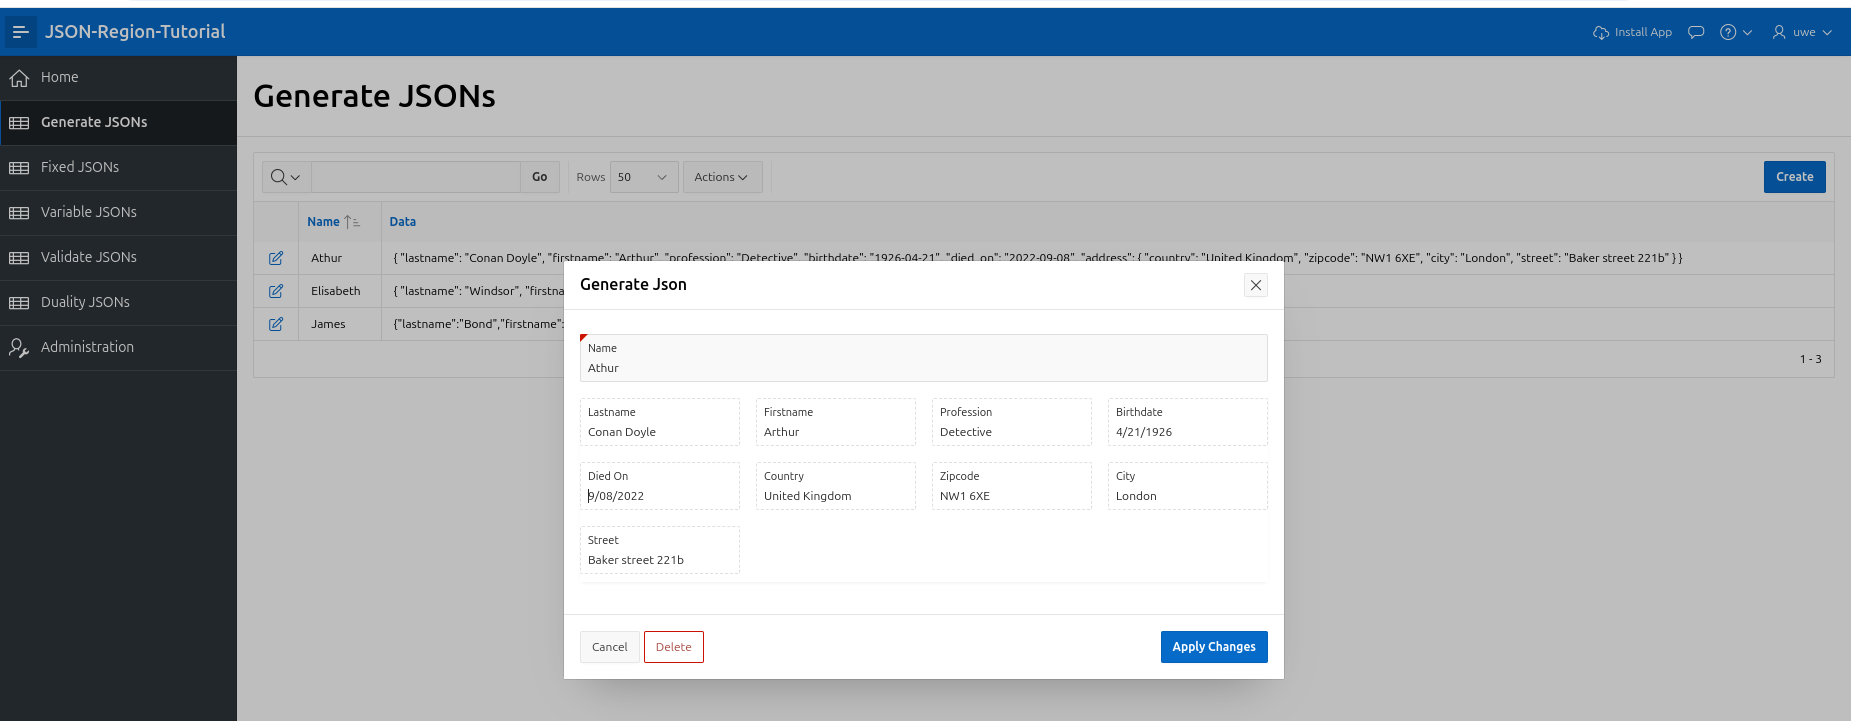 JSON-Region-Tutorial
Install App
uwe
Home
Generate JSONs
Fixed JSONs
Variable JSONs
Validate JSONs
Duality JSONs
Administration
Generate JSONs
Go
Rows
50
Actions
Create
Name
Data
Athur
{ "lastname": "Conan Doyle", "firstname": "Arthur", "profession": "Detective", "birthdate": "1926-04-21", "died_on": "2022-09-08", "address": { "country": "United Kingdom", "zipcode": "NW1 6XE", "city": "London", "street": "Baker street 221b" } }
Elisabeth
{ "lastname": "Windsor", "firstna
James
{"lastname":"Bond","firstname":
1 - 3
Generate Json
Name
Athur
Lastname
Conan Doyle
Firstname
Arthur
Profession
Detective
Birthdate
4/21/1926
Died On
9/08/2022
Country
United Kingdom
Zipcode
NW1 6XE
City
London
Street
Baker street 221b
Cancel
Delete
Apply Changes